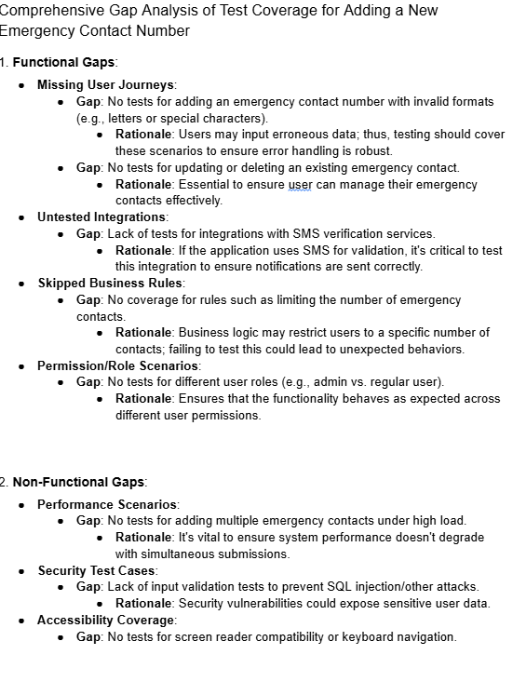 Comprehensive Gap Analysis of Test Coverage for Adding a New
Emergency Contact Number
1. Functional Gaps:
• Missing User Journeys:
• Gap: No tests for adding an emergency contact number with invalid formats
(e.g., letters or special characters).
• Rationale: Users may input erroneous data; thus, testing should cover
these scenarios to ensure error handling is robust.
• Gap: No tests for updating or deleting an existing emergency contact.
• Rationale: Essential to ensure user can manage their emergency
contacts effectively.
• Untested Integrations:
• Gap: Lack of tests for integrations with SMS verification services.
• Rationale: If the application uses SMS for validation, it's critical to test
this integration to ensure notifications are sent correctly.
• Skipped Business Rules:
• Gap: No coverage for rules such as limiting the number of emergency
contacts.
• Rationale: Business logic may restrict users to a specific number of
contacts; failing to test this could lead to unexpected behaviors.
• Permission/Role Scenarios:
• Gap: No tests for different user roles (e.g., admin vs. regular user).
• Rationale: Ensures that the functionality behaves as expected across
different user permissions.
2. Non-Functional Gaps:
• Performance Scenarios:
• Gap: No tests for adding multiple emergency contacts under high load.
• Rationale: It's vital to ensure system performance doesn't degrade
with simultaneous submissions.
• Security Test Cases:
• Gap: Lack of input validation tests to prevent SQL injection/other attacks.
• Rationale: Security vulnerabilities could expose sensitive user data.
• Accessibility Coverage:
• Gap: No tests for screen reader compatibility or keyboard navigation.